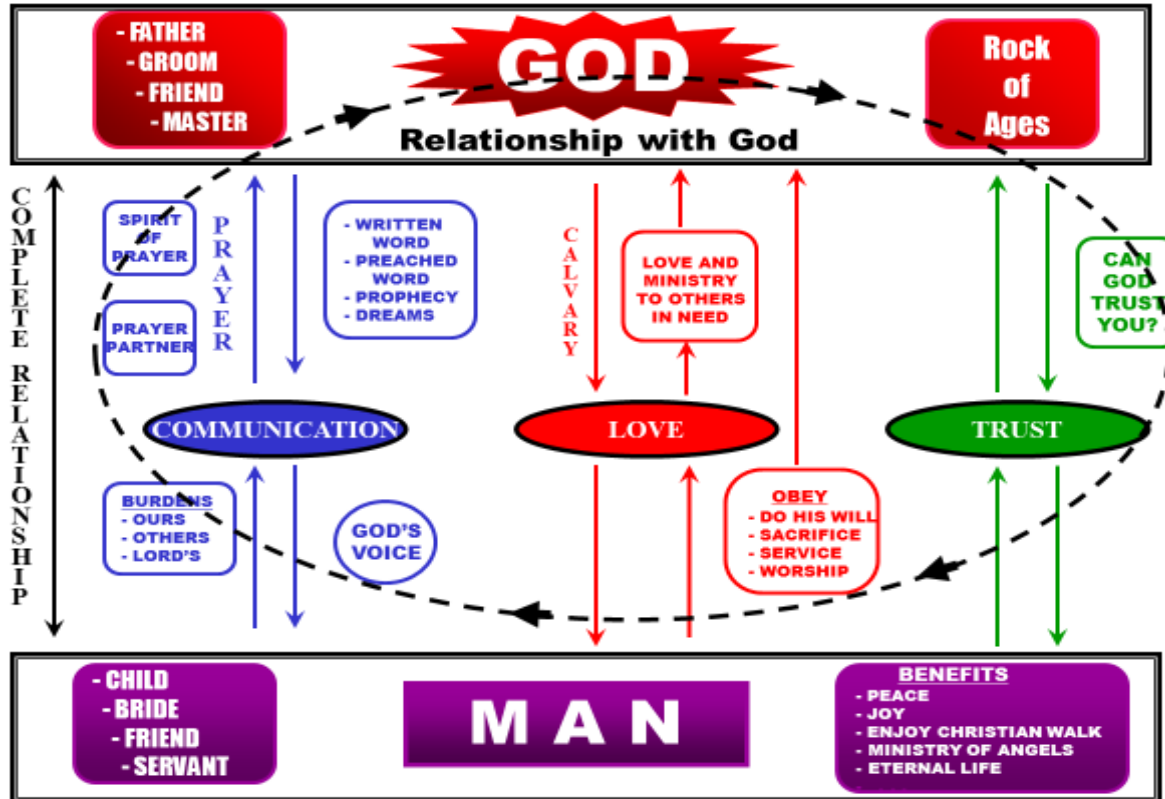 - FATHER
- GROOM
- FRIEND
- MASTER
GOD
Relationship with God
Rock
of
Ages
COMPLETE RELATIONSHIP
SPIRIT
OF
PRAYER
PRAYER
PARTNER
PRAYER
- WRITTEN
WORD
- PREACHED
WORD
- PROPHECY
- DREAMS
CALVARY
LOVE AND
MINISTRY
TO OTHERS
IN NEED
CAN
GOD
TRUST
YOU?
COMMUNICATION
LOVE
TRUST
BURDENS
- OURS
- OTHERS
- LORD'S
GOD'S
VOICE
OBEY
- DO HIS WILL
- SACRIFICE
- SERVICE
- WORSHIP
- CHILD
- BRIDE
- FRIEND
- SERVANT
MAN
BENEFITS
- PEACE
- JOY
- ENJOY CHRISTIAN WALK
- MINISTRY OF ANGELS
- ETERNAL LIFE